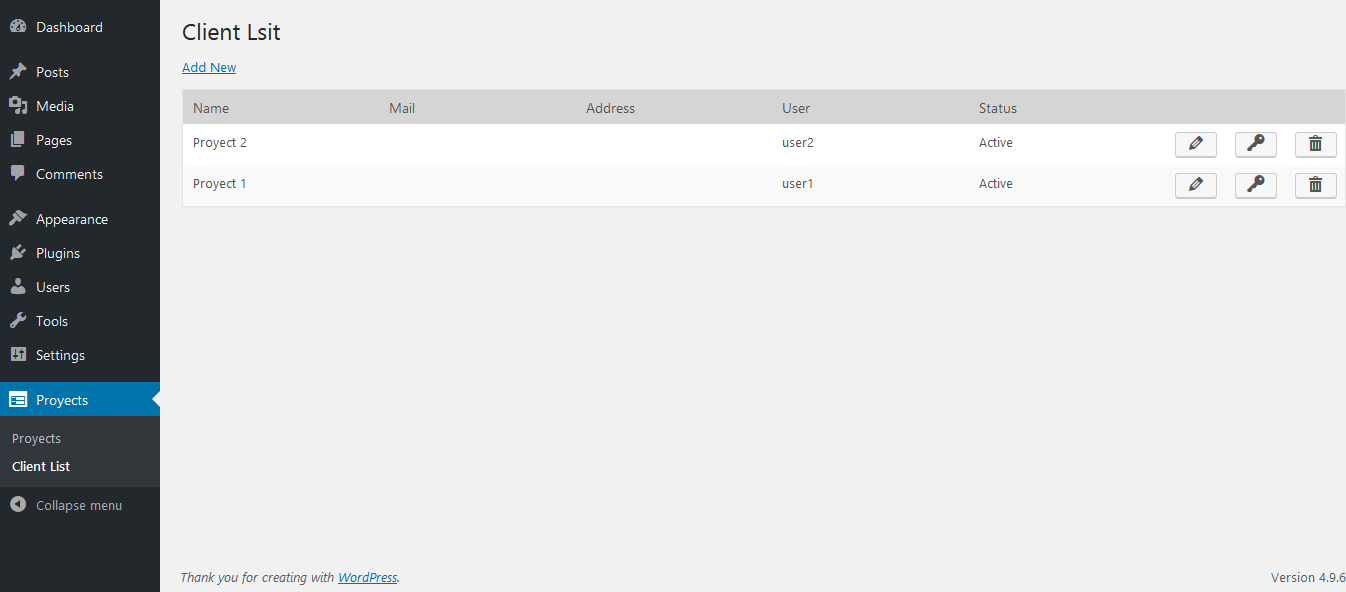 Dashboard
Posts
Media
Pages
Comments
Appearance
Plugins
Users
Tools
Settings
Proyects
Proyects
Client List
Collapse menu
Client Lsit
Add New
Name Mail Address User Status
Proyect 2 user2 Active
Proyect 1 user1 Active
Thank you for creating with WordPress.
Version 4.9.6